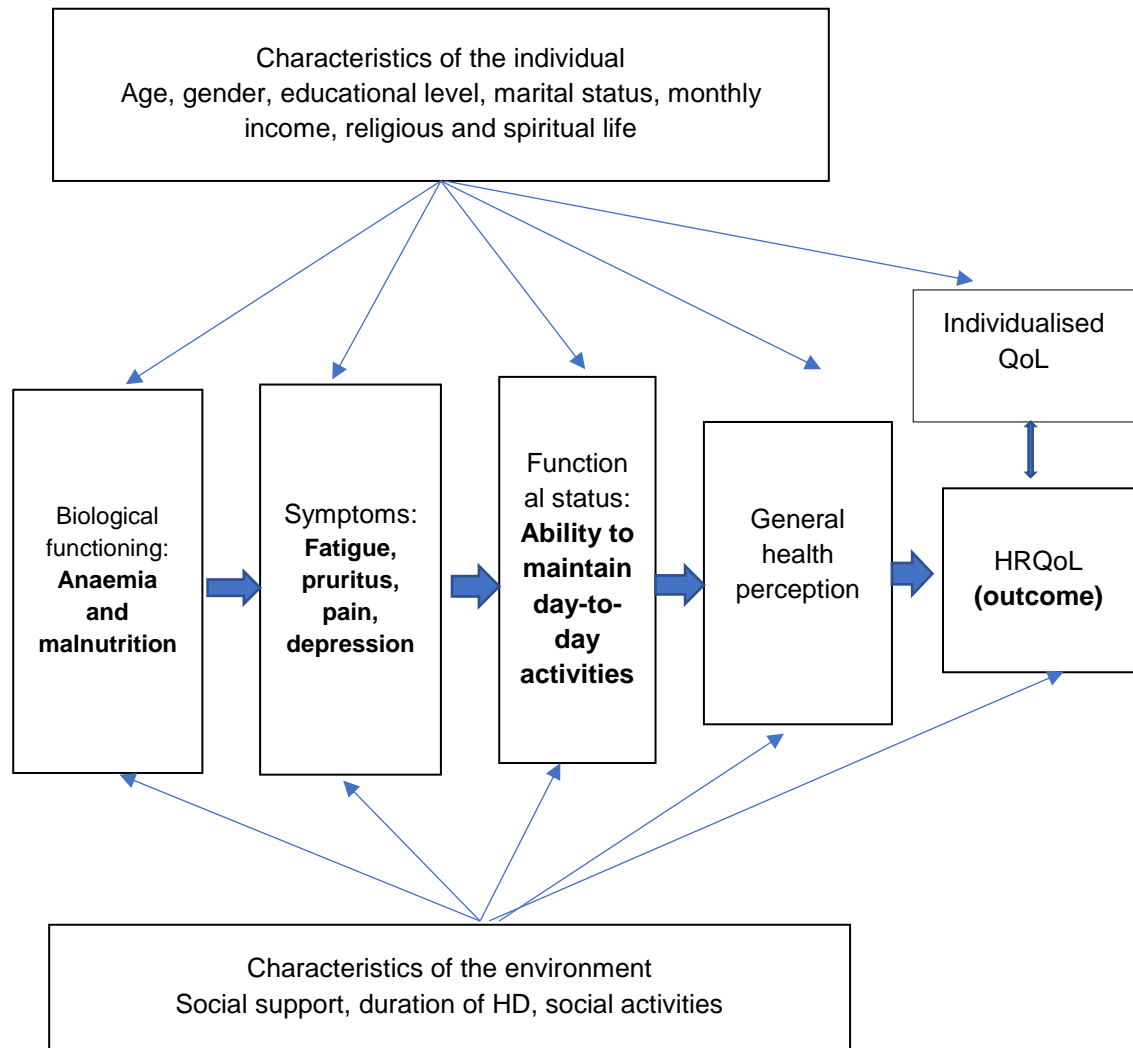 Characteristics of the individual
Age, gender, educational level, marital status, monthly
income, religious and spiritual life
Individualised
QoL
Biological
functioning:
Anaemia
and
malnutrition
Symptoms:
Fatigue,
pruritus,
pain,
depression
Function
al status:
Ability to
maintain
day-to-
day
activities
General
health
perception
HRQoL
(outcome)
Characteristics of the environment
Social support, duration of HD, social activities